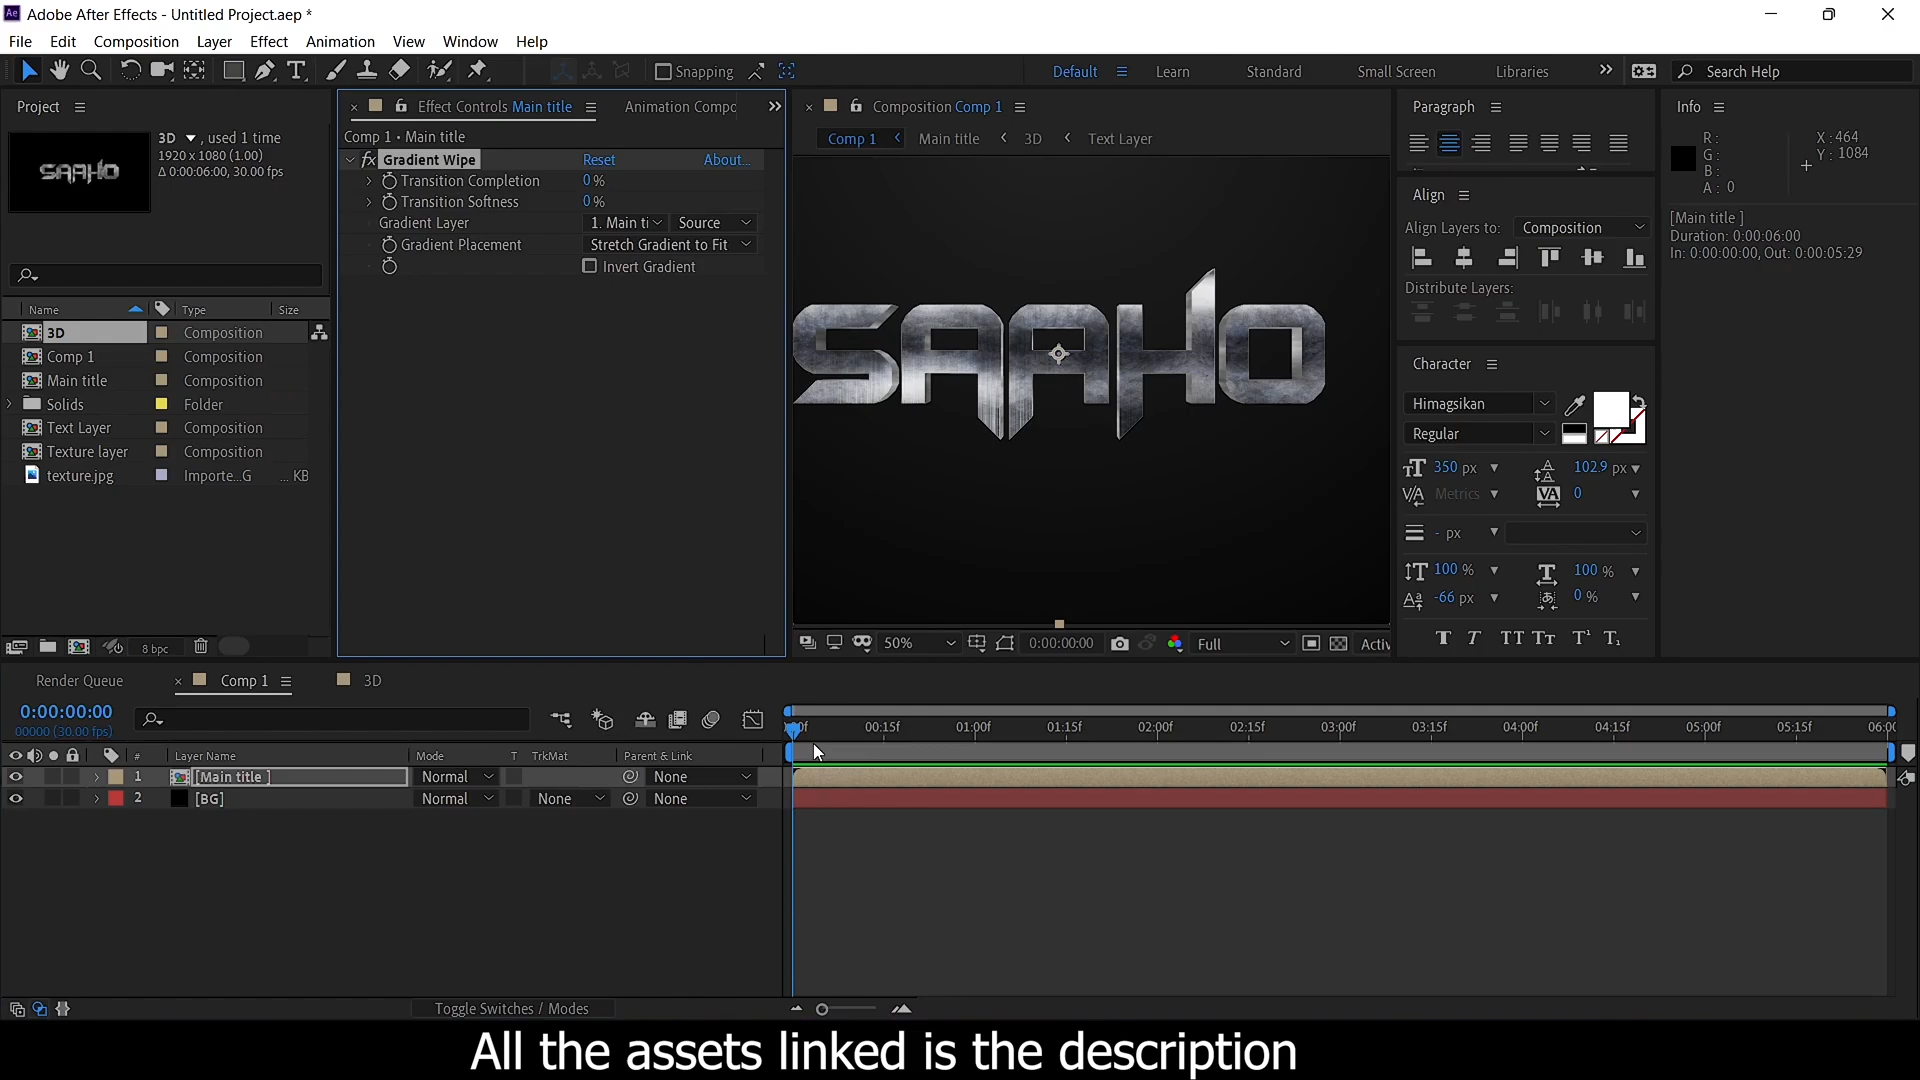 Adobe After Effects - Untitled Project.aep *
File Edit Composition Layer Effect Animation View Window Help
Snapping Default Learn Standard Small Screen Libraries Search Help
Project
3D , used 1 time
1920 x 1080 (1.00)
Δ 0:00:06:00, 30.00 fps
SAAHO
Name Type Size
3D Composition
Comp 1 Composition
Main title Composition
Solids Folder
Text Layer Composition
Texture layer Composition
texture.jpg Importe...G ... KB
8 bpc
Effect Controls Main title Animation Compo
Comp 1 • Main title
fx Gradient Wipe Reset About...
Transition Completion 0 %
Transition Softness 0 %
Gradient Layer 1. Main ti Source
Gradient Placement Stretch Gradient to Fit
Invert Gradient
Composition Comp 1
Comp 1 Main title 3D Text Layer
SAAHO
50% 0:00:00:00 Full Activ
Paragraph
Align
Align Layers to: Composition
Distribute Layers:
Character
Himagsikan
Regular
350 px 102.9 px
Metrics 0
- px
100 % 100 %
-66 px 0 %
T T TT Tt T¹ T₁
Info
R: X : 464
G: Y : 1084
B:
A: 0
[Main title ]
Duration: 0:00:06:00
In: 0:00:00:00, Out: 0:00:05:29
Render Queue Comp 1 3D
0:00:00:00
00000 (30.00 fps)
00f 00:15f 01:00f 01:15f 02:00f 02:15f 03:00f 03:15f 04:00f 04:15f 05:00f 05:15f 06:00
# Layer Name Mode T TrkMat Parent & Link
1 [Main title ] Normal None
2 [BG] Normal None None
Toggle Switches / Modes
All the assets linked is the description